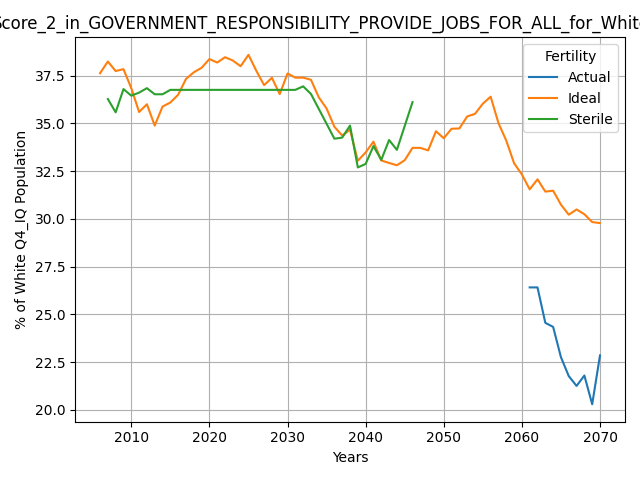 Score_2_in_GOVERNMENT_RESPONSIBILITY_PROVIDE_JOBS_FOR_ALL_for_White
Fertility
Actual
Ideal
Sterile
% of White Q4_IQ Population
37.5
35.0
32.5
30.0
27.5
25.0
22.5
20.0
2010
2020
2030
2040
2050
2060
2070
Years